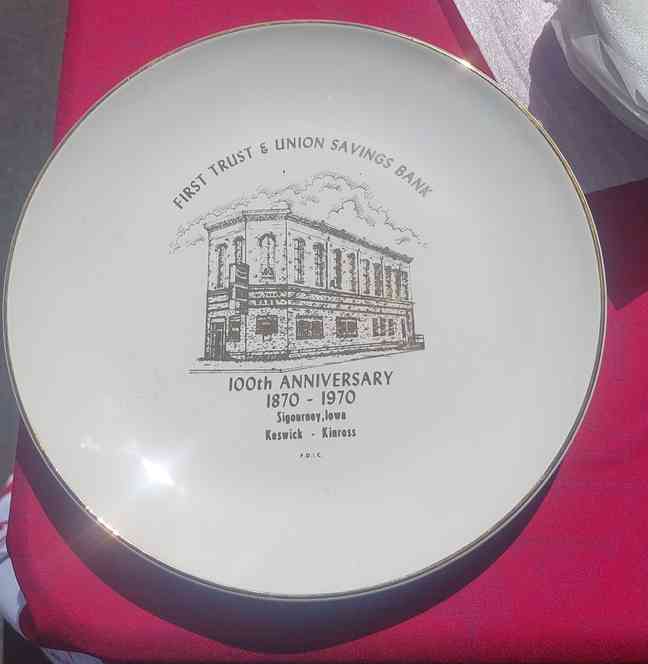 FIRST TRUST & UNION SAVINGS BANK
100th ANNIVERSARY
1870 - 1970
Sigourney, Iowa
Keswick - Kinross
F.D.I.C.